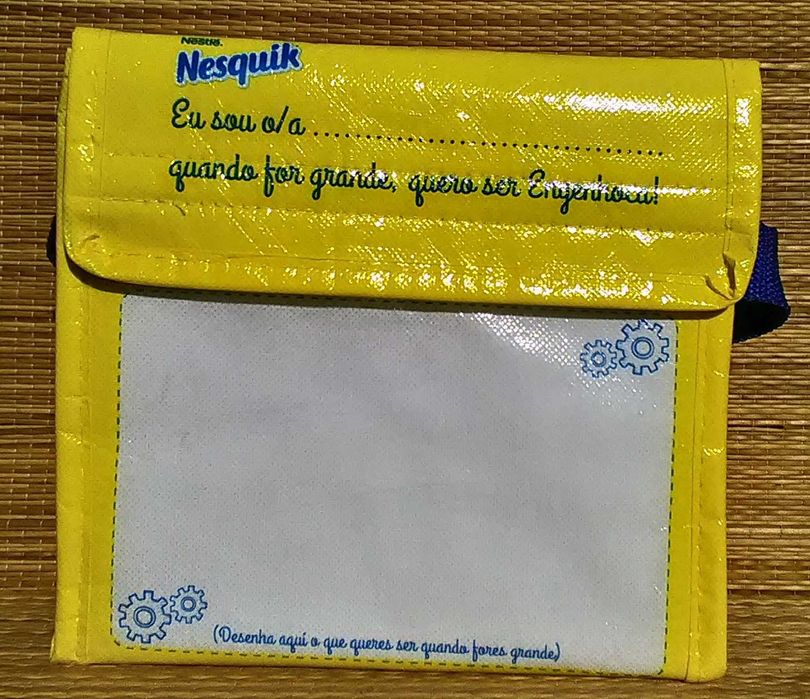 Nestlé.
Nesquik
Eu sou o/a ........................................
quando for grande, quero ser Engenhoca!
(Desenha aqui o que queres ser quando fores grande)